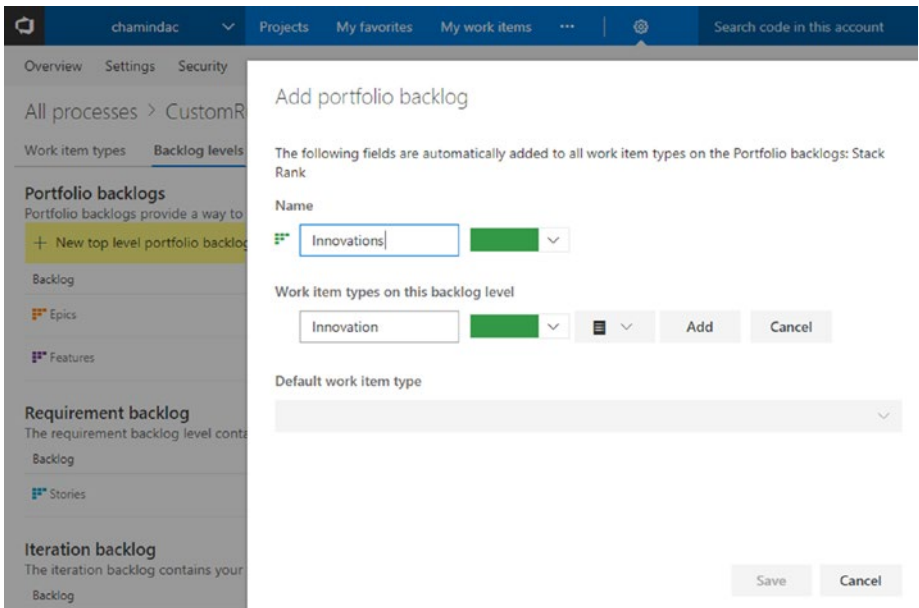 chamindac Projects My favorites My work items ... Search code in this account
Overview Settings Security
Add portfolio backlog
All processes > CustomR
Work item types Backlog levels
The following fields are automatically added to all work item types on the Portfolio backlogs: Stack
Rank
Portfolio backlogs
Portfolio backlogs provide a way to
Name
+ New top level portfolio backlog
Innovations
Backlog
Work item types on this backlog level
Epics
Innovation Add Cancel
Features
Default work item type
Requirement backlog
The requirement backlog level conta
Backlog
Stories
Iteration backlog
The iteration backlog contains your
Save Cancel
Backlog